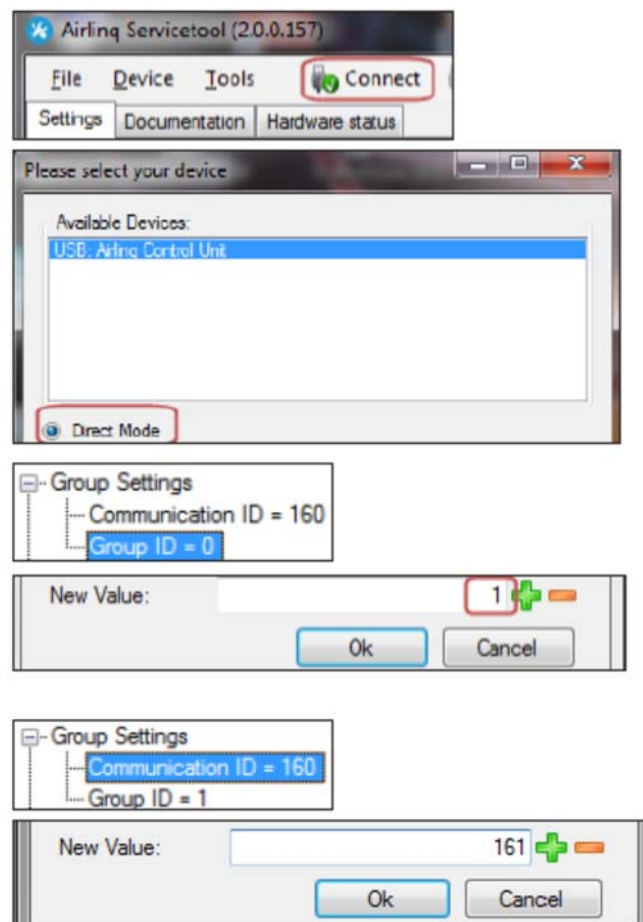 Airlinq Servicetool (2.0.0.157)
File Device Tools Connect
Settings Documentation Hardware status
Please select your device
Available Devices:
USB: Airlinq Control Unit
Direct Mode
Group Settings
Communication ID = 160
Group ID = 0
New Value: 1
Ok Cancel
Group Settings
Communication ID = 160
Group ID = 1
New Value: 161
Ok Cancel